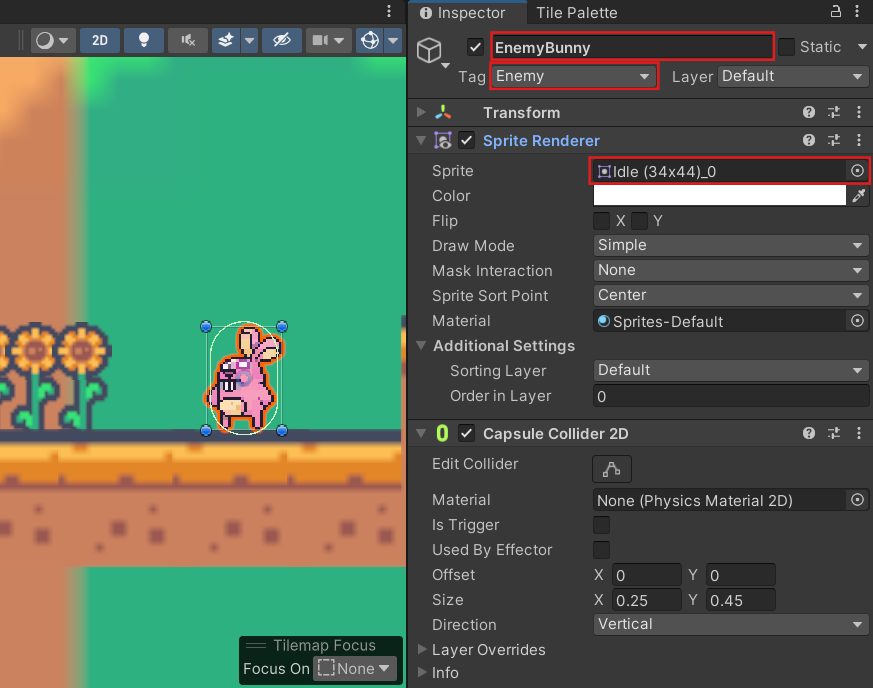 Inspector
Tile Palette
2D
EnemyBunny
Static
Tag
Enemy
Layer
Default
Transform
Sprite Renderer
Sprite
Idle (34x44)_0
Color
Flip
X
Y
Draw Mode
Simple
Mask Interaction
None
Sprite Sort Point
Center
Material
Sprites-Default
Additional Settings
Sorting Layer
Default
Order in Layer
0
Capsule Collider 2D
Edit Collider
Material
None (Physics Material 2D)
Is Trigger
Used By Effector
Offset
X 0
Y 0
Size
X 0.25
Y 0.45
Direction
Vertical
Layer Overrides
Info
Tilemap Focus
Focus On
None